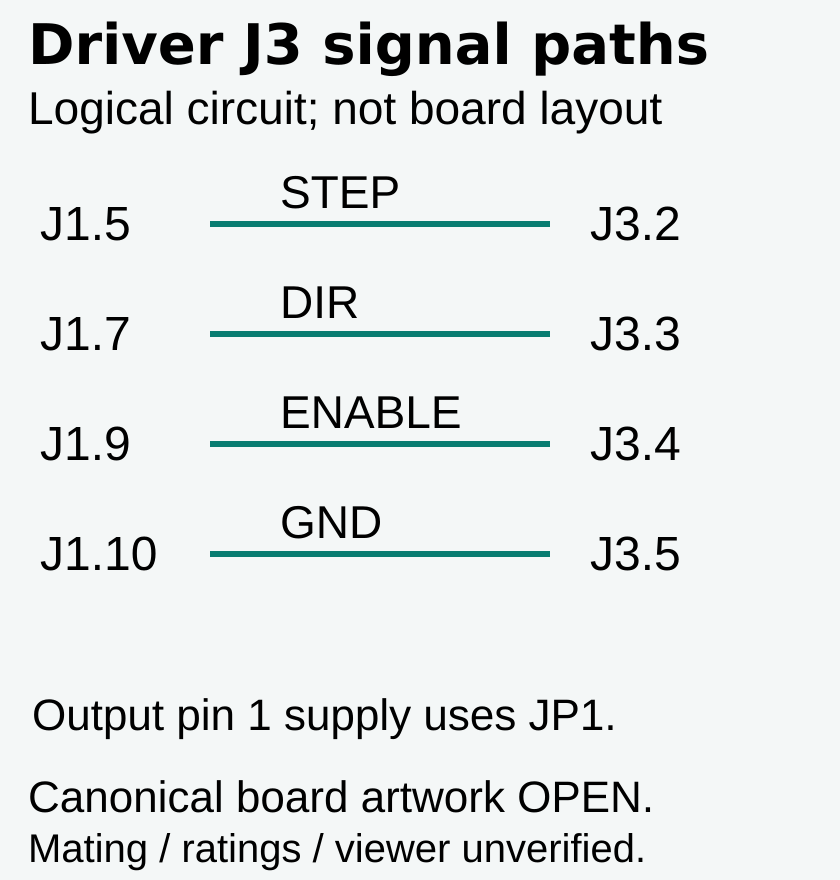 Driver J3 signal paths
Logical circuit; not board layout
STEP
J1.5 J3.2
DIR
J1.7 J3.3
ENABLE
J1.9 J3.4
GND
J1.10 J3.5
Output pin 1 supply uses JP1.
Canonical board artwork OPEN.
Mating / ratings / viewer unverified.